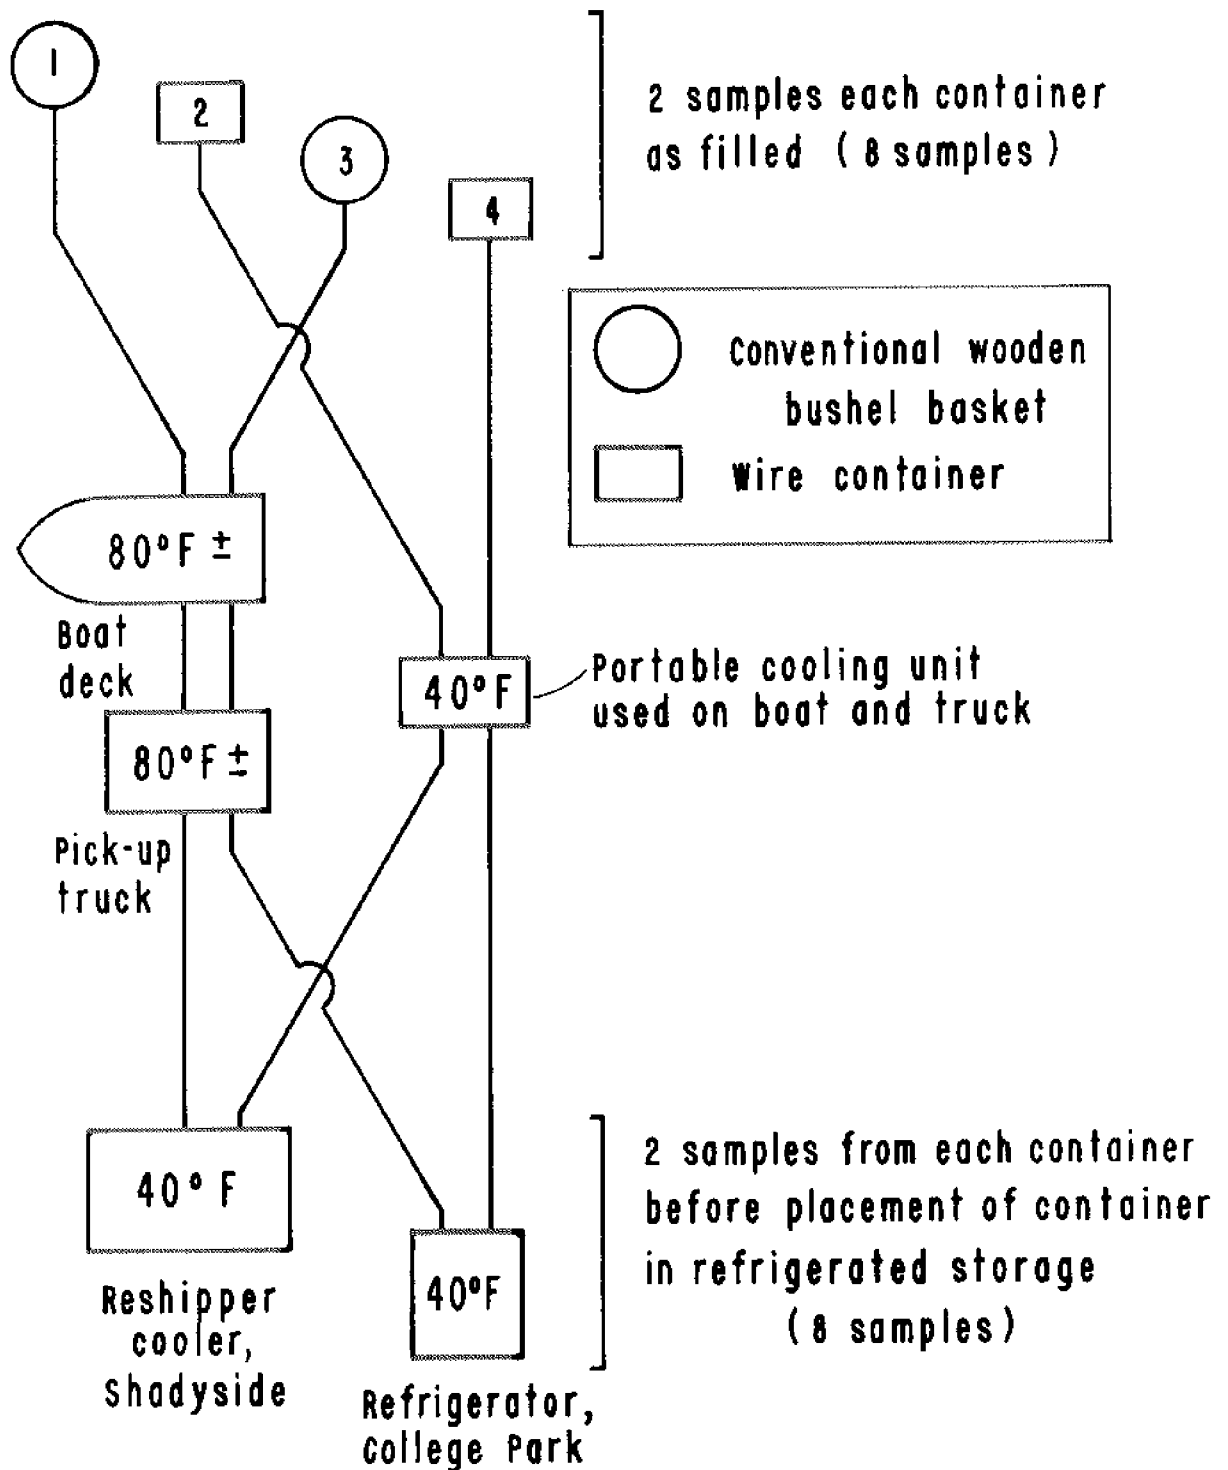 1
2
3
4
2 samples each container
as filled (8 samples)
Conventional wooden
bushel basket
Wire container
80°F ±
Boat
deck
40°F
Portable cooling unit
used on boat and truck
80°F ±
Pick-up
truck
40°F
Reshipper
cooler,
Shadyside
40°F
Refrigerator,
College Park
2 samples from each container
before placement of container
in refrigerated storage
(8 samples)